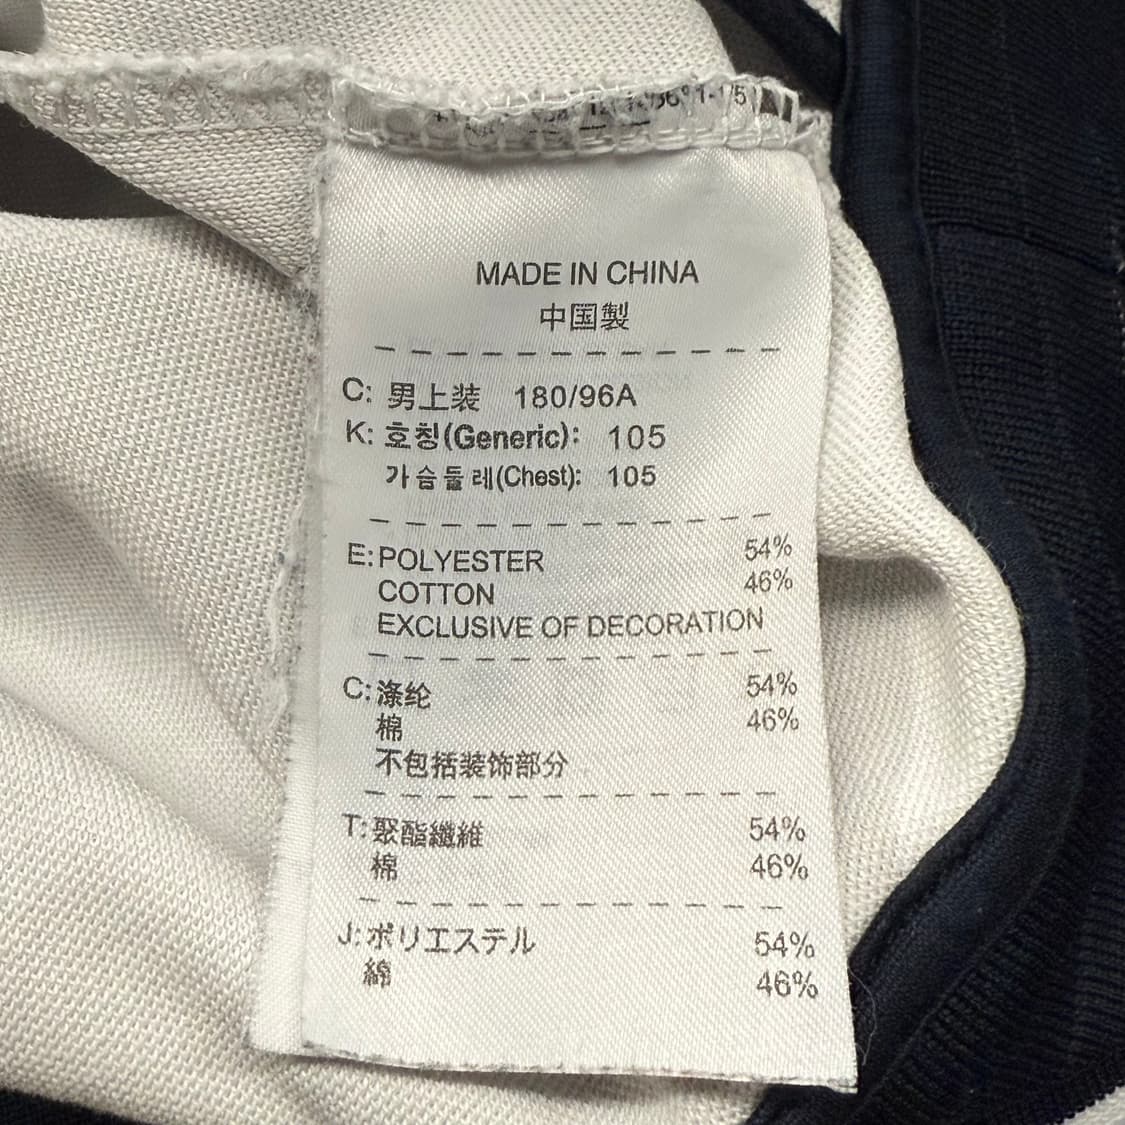 MADE IN CHINA
中国製
C: 男上装 180/96A
K: 호칭(Generic): 105
가슴둘레(Chest): 105
E: POLYESTER 54%
COTTON 46%
EXCLUSIVE OF DECORATION
C: 涤纶 54%
棉 46%
不包括装饰部分
T: 聚酯纖維 54%
棉 46%
J: ポリエステル 54%
綿 46%